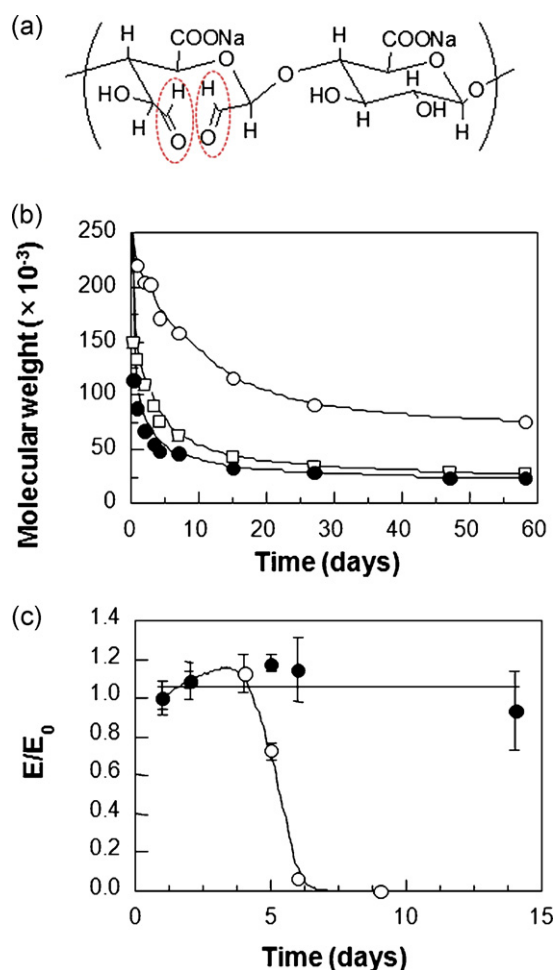 (a)
H COONa COONa
O O O
HO H H H HO OH
H O O H H O
(b)
250
200
150
100
50
0
0 10 20 30 40 50 60
Molecular weight (× 10-3)
Time (days)
(c)
1.4
1.2
1.0
0.8
0.6
0.4
0.2
0.0
0 5 10 15
E/E0
Time (days)